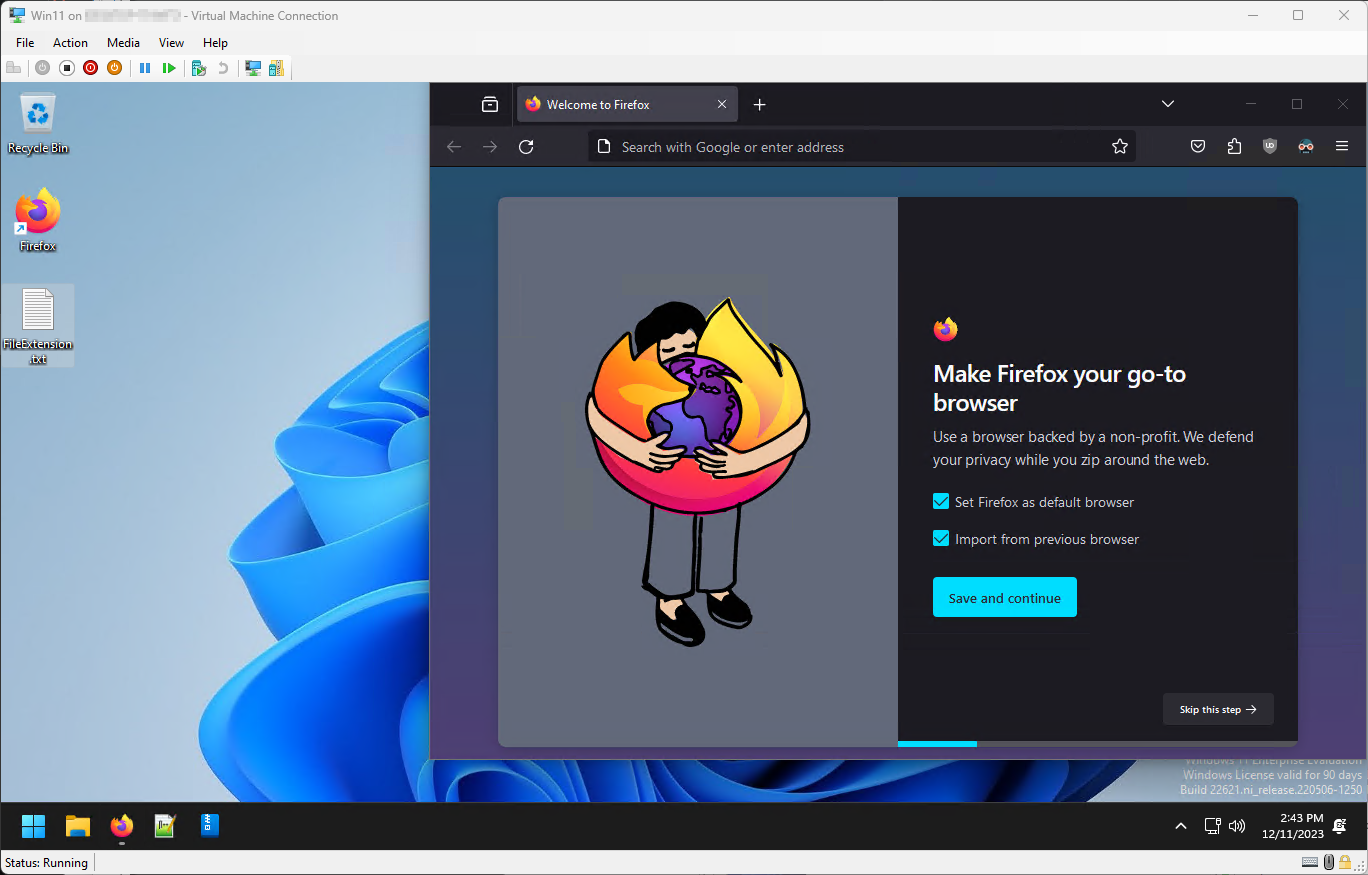 Win11 on
- Virtual Machine Connection
File Action Media View Help
Recycle Bin
Firefox
FileExtension
.txt
Welcome to Firefox
Search with Google or enter address
UD
Make Firefox your go-to
browser
Use a browser backed by a non-profit. We defend
your privacy while you zip around the web.
Set Firefox as default browser
Import from previous browser
Save and continue
Skip this step
Windows 11 Enterprise Evaluation
Windows License valid for 90 days
Build 22621.ni_release.220506-1250
2:43 PM
12/11/2023
Status: Running